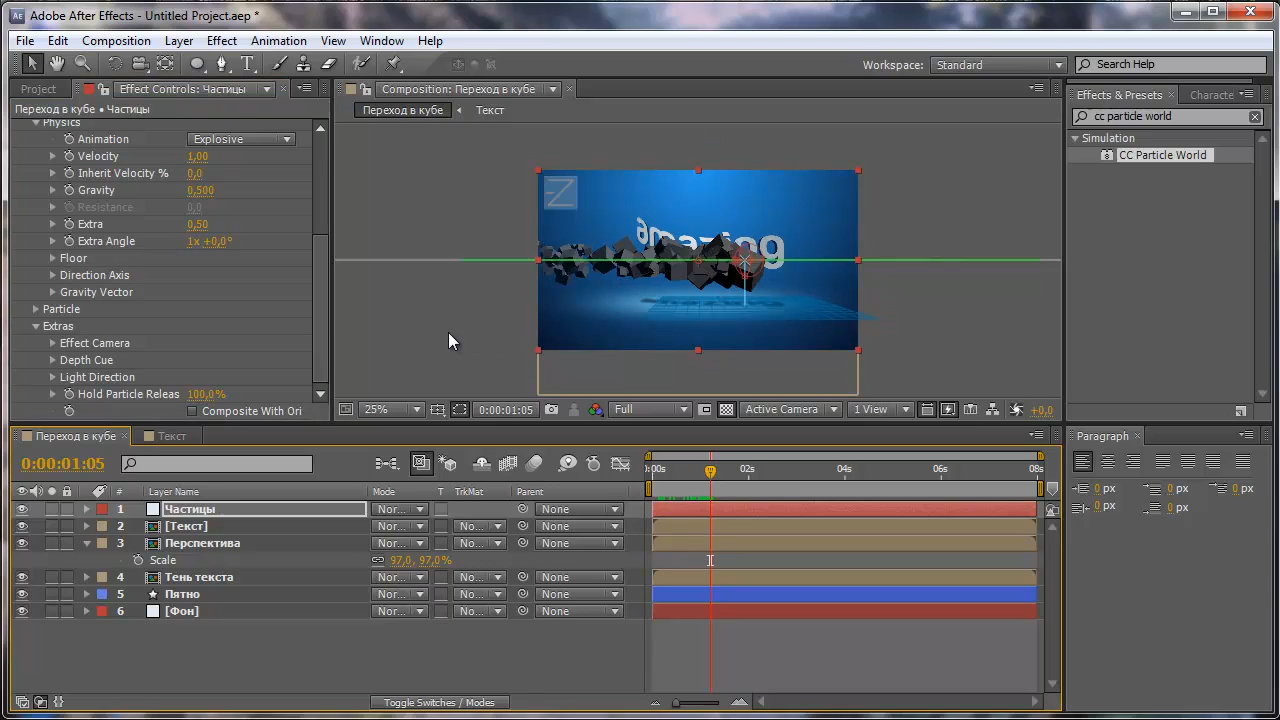 Adobe After Effects - Untitled Project.aep *
File Edit Composition Layer Effect Animation View Window Help
Workspace: Standard Search Help
Project Effect Controls: Частицы
Composition: Переход в кубе
Effects & Presets Characte
Переход в кубе • Частицы
Переход в кубе Текст
cc particle world
Physics
Animation Explosive
Velocity 1,00
Inherit Velocity % 0,0
Gravity 0,500
Resistance 0,0
Extra 0,50
Extra Angle 1x +0,0°
Floor
Direction Axis
Gravity Vector
Particle
Extras
Effect Camera
Depth Cue
Light Direction
Hold Particle Releas 100,0%
Composite With Ori
Simulation
CC Particle World
25% 0:00:01:05 Full Active Camera 1 View +0,0
Переход в кубе Текст
Paragraph
0:00:01:05
:00s 02s 04s 06s 08s
# Layer Name Mode T TrkMat Parent
1 Частицы Nor... None
2 [Текст] Nor... No... None
3 Перспектива Nor... No... None
Scale 97,0, 97,0%
4 Тень текста Nor... No... None
5 Пятно Nor... No... None
6 [Фон] Nor... No... None
Toggle Switches / Modes
0 px 0 px 0 px
0 px 0 px